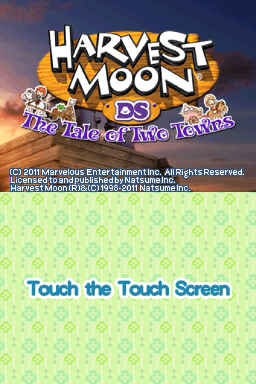 HARVEST
MOON®
DS
The Tale of Two Towns
(C) 2011 Marvelous Entertainment Inc. All Rights Reserved.
Licensed to and published by Natsume Inc.
Harvest Moon (R) & (C) 1998-2011 Natsume Inc.
Touch the Touch Screen